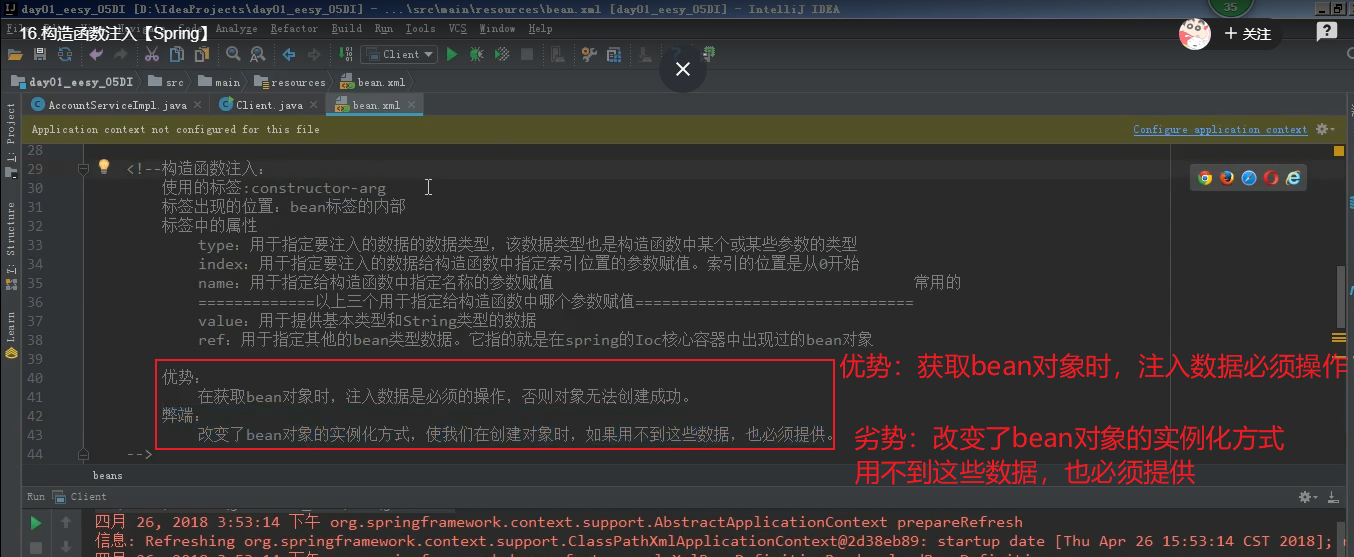 day01_eesy_05DI [D:\IdeaProjects\day01_eesy_05DI] - ...\src\main\resources\bean.xml [day01_eesy_05DI] - IntelliJ IDEA
35
Analyze Refactor Build Run Tools VCS Window Help
16.构造函数注入【Spring】
+ 关注
Client
day01_eesy_05DI src main resources bean.xml
AccountServiceImpl.java Client.java bean.xml
1: Project
Application context not configured for this file Configure application context
28
29 <!--构造函数注入:
30 使用的标签:constructor-arg
31 标签出现的位置：bean标签的内部
32 标签中的属性
33 type：用于指定要注入的数据的数据类型，该数据类型也是构造函数中某个或某些参数的类型
34 index：用于指定要注入的数据给构造函数中指定索引位置的参数赋值。索引的位置是从0开始
35 name：用于指定给构造函数中指定名称的参数赋值 常用的
36 =============以上三个用于指定给构造函数中哪个参数赋值===============================
37 value：用于提供基本类型和String类型的数据
38 ref：用于指定其他的bean类型数据。它指的就是在spring的Ioc核心容器中出现过的bean对象
39
40 优势：
41 在获取bean对象时，注入数据是必须的操作，否则对象无法创建成功。
42 弊端：
43 改变了bean对象的实例化方式，使我们在创建对象时，如果用不到这些数据，也必须提供。
44 -->
优势：获取bean对象时，注入数据必须操作
劣势：改变了bean对象的实例化方式
用不到这些数据，也必须提供
7: Structure
Learn
beans
Run Client
四月 26, 2018 3:53:14 下午 org.springframework.context.support.AbstractApplicationContext prepareRefresh
信息: Refreshing org.springframework.context.support.ClassPathXmlApplicationContext@2d38eb89: startup date [Thu Apr 26 15:53:14 CST 2018];